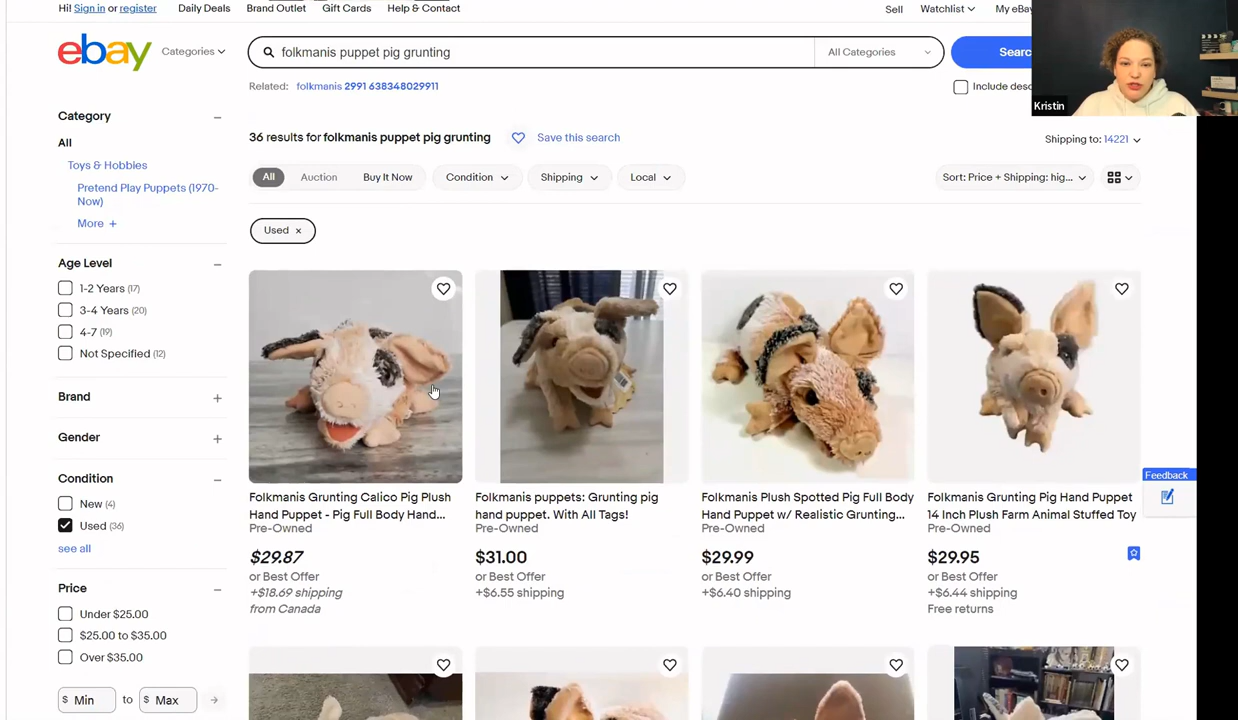 Hi! Sign in or register
Daily Deals
Brand Outlet
Gift Cards
Help & Contact
Sell
Watchlist
My eBay
ebay
Categories
folkmanis puppet pig grunting
All Categories
Searc
Related: folkmanis 2991 638348029911
Include desc
Kristin
Category
All
Toys & Hobbies
Pretend Play Puppets (1970-
Now)
More +
Age Level
1-2 Years (17)
3-4 Years (20)
4-7 (19)
Not Specified (12)
Brand
Gender
Condition
New (4)
Used (36)
see all
Price
Under $25.00
$25.00 to $35.00
Over $35.00
$ Min to $ Max
36 results for folkmanis puppet pig grunting
Save this search
Shipping to: 14221
All
Auction
Buy It Now
Condition
Shipping
Local
Sort: Price + Shipping: hig...
Used ×
Folkmanis Grunting Calico Pig Plush
Hand Puppet - Pig Full Body Hand...
Pre-Owned
$29.87
or Best Offer
+$18.69 shipping
from Canada
Folkmanis puppets: Grunting pig
hand puppet. With All Tags!
Pre-Owned
$31.00
or Best Offer
+$6.55 shipping
Folkmanis Plush Spotted Pig Full Body
Hand Puppet w/ Realistic Grunting...
Pre-Owned
$29.99
or Best Offer
+$6.40 shipping
Folkmanis Grunting Pig Hand Puppet
14 Inch Plush Farm Animal Stuffed Toy
Pre-Owned
$29.95
or Best Offer
+$6.44 shipping
Free returns
Feedback